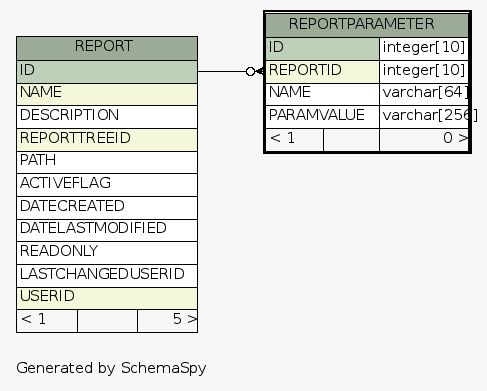 REPORT
ID
NAME
DESCRIPTION
REPORTTREEID
PATH
ACTIVEFLAG
DATECREATED
DATELASTMODIFIED
READONLY
LASTCHANGEDUSERID
USERID
< 1 5 >
REPORTPARAMETER
ID integer[10]
REPORTID integer[10]
NAME varchar[64]
PARAMVALUE varchar[256]
< 1 0 >
Generated by SchemaSpy